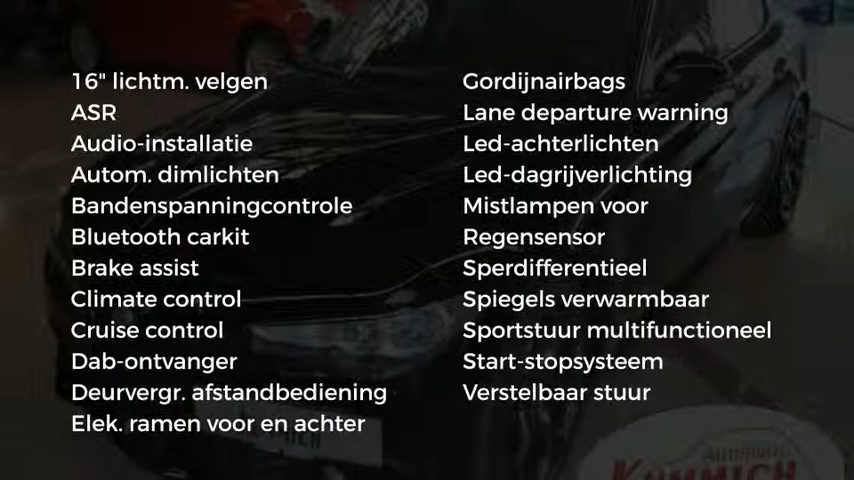 16" lichtm. velgen
ASR
Audio-installatie
Autom. dimlichten
Bandenspanningcontrole
Bluetooth carkit
Brake assist
Climate control
Cruise control
Dab-ontvanger
Deurvergr. afstandbediening
Elek. ramen voor en achter
Gordijnairbags
Lane departure warning
Led-achterlichten
Led-dagrijverlichting
Mistlampen voor
Regensensor
Sperdifferentieel
Spiegels verwarmbaar
Sportstuur multifunctioneel
Start-stopsysteem
Verstelbaar stuur